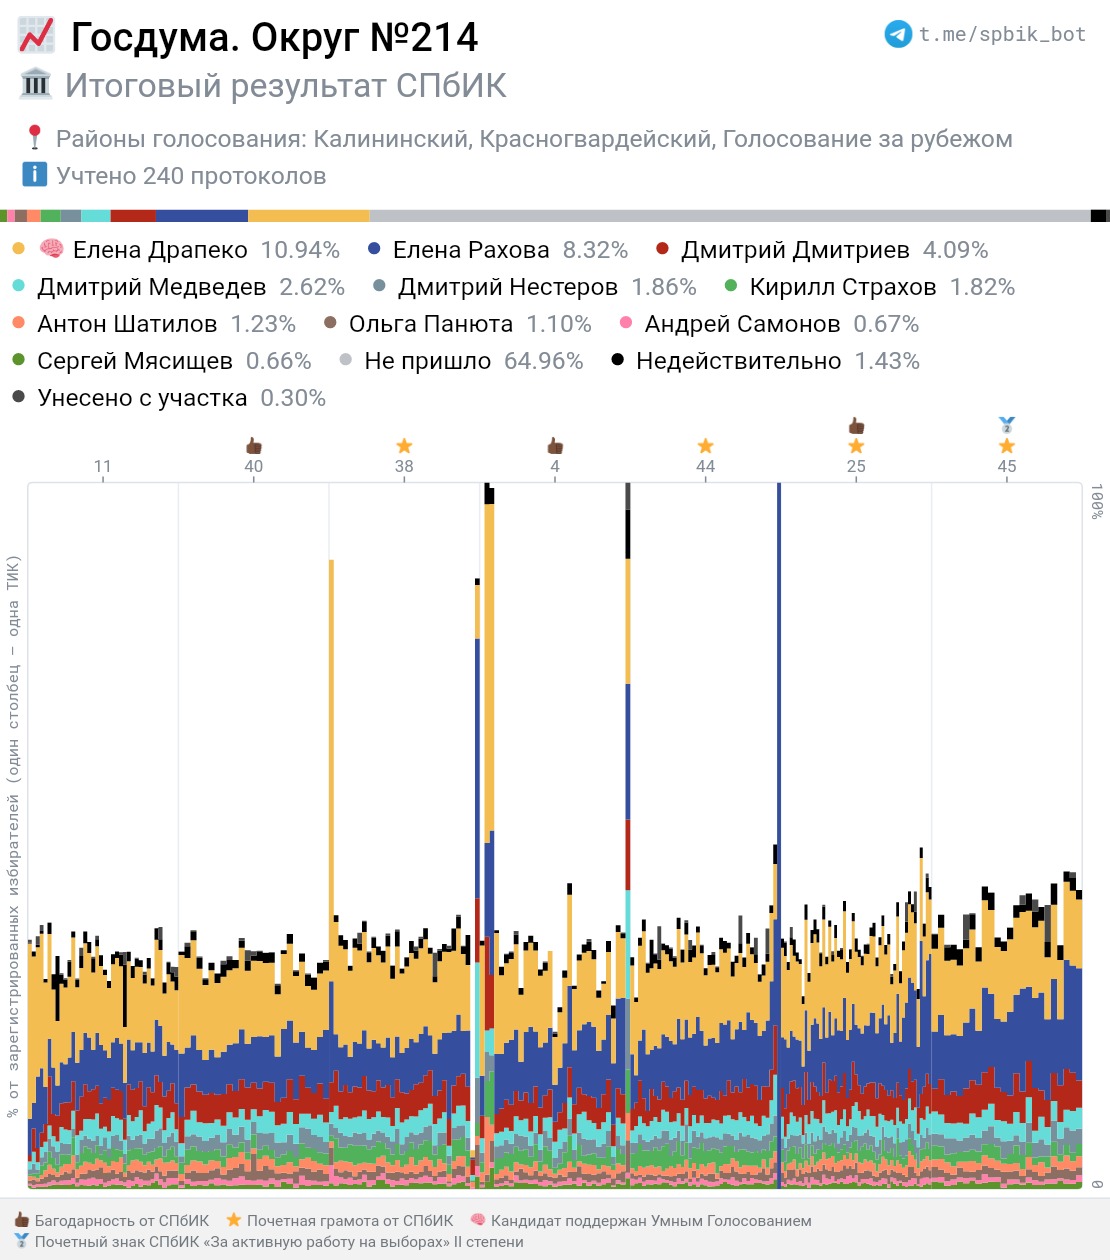 Госдума. Округ №214
t.me/spbik_bot
Итоговый результат СПбИК
Районы голосования: Калининский, Красногвардейский, Голосование за рубежом
Учтено 240 протоколов
Елена Драпеко 10.94% Елена Рахова 8.32% Дмитрий Дмитриев 4.09%
Дмитрий Медведев 2.62% Дмитрий Нестеров 1.86% Кирилл Страхов 1.82%
Антон Шатилов 1.23% Ольга Панюта 1.10% Андрей Самонов 0.67%
Сергей Мясищев 0.66% Не пришло 64.96% Недействительно 1.43%
Унесено с участка 0.30%
11 40 38 4 44 25 45
100%
% от зарегистрированных избирателей (один столбец – одна ТИК)
0
Багодарность от СПбИК Почетная грамота от СПбИК Кандидат поддержан Умным Голосованием
Почетный знак СПбИК «За активную работу на выборах» II степени